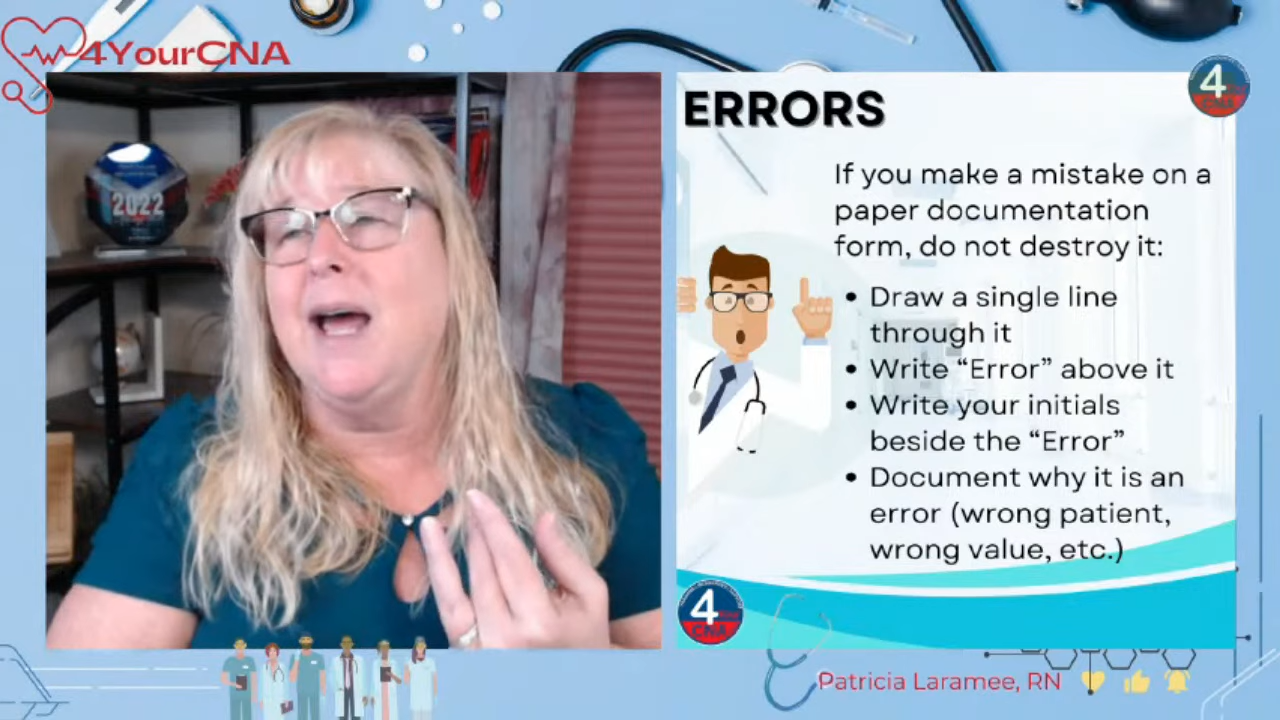 4YourCNA
2022
ERRORS
4
CNA
If you make a mistake on a
paper documentation
form, do not destroy it:
• Draw a single line
through it
• Write “Error” above it
• Write your initials
beside the “Error”
• Document why it is an
error (wrong patient,
wrong value, etc.)
4
CNA
Patricia Laramee, RN